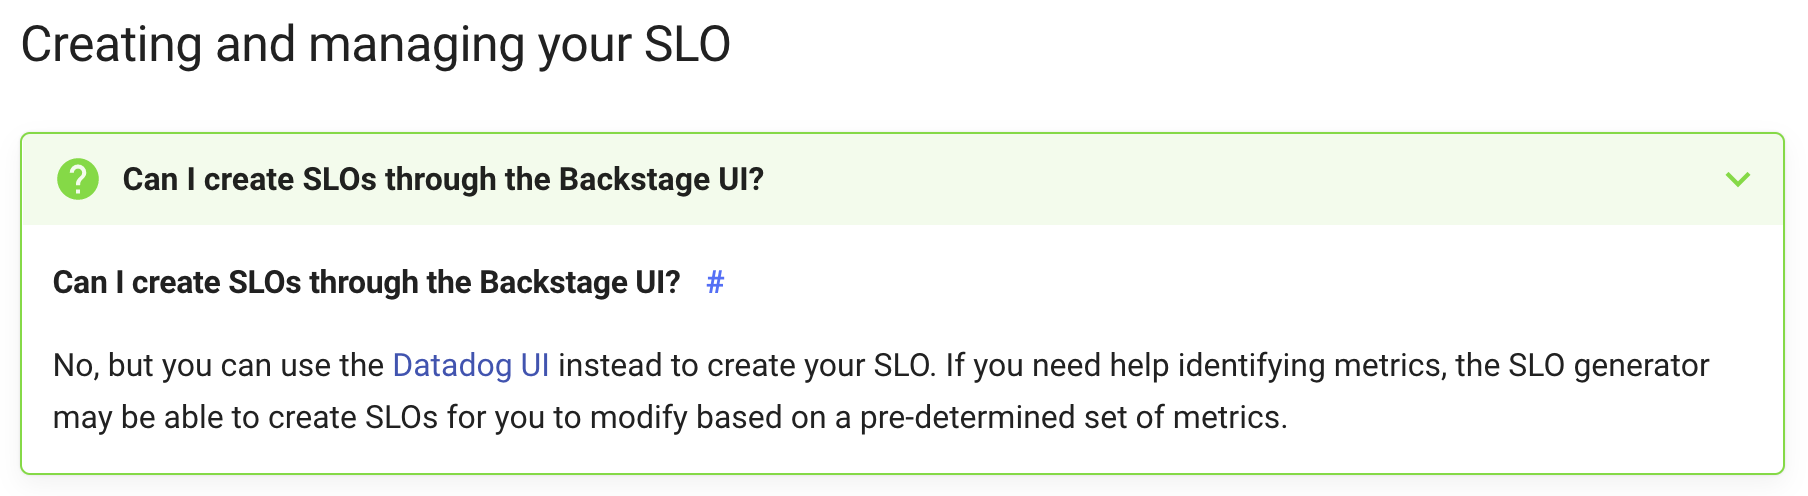 Creating and managing your SLO
Can I create SLOs through the Backstage UI?
Can I create SLOs through the Backstage UI? #
No, but you can use the Datadog UI instead to create your SLO. If you need help identifying metrics, the SLO generator
may be able to create SLOs for you to modify based on a pre-determined set of metrics.